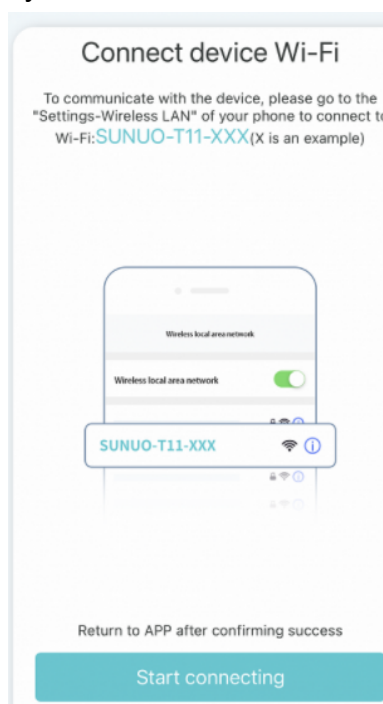 Connect device Wi-Fi
To communicate with the device, please go to the
"Settings-Wireless LAN" of your phone to connect to
Wi-Fi:SUNUO-T11-XXX(X is an example)
Wireless local area network
Wireless local area network
SUNUO-T11-XXX
Return to APP after confirming success
Start connecting